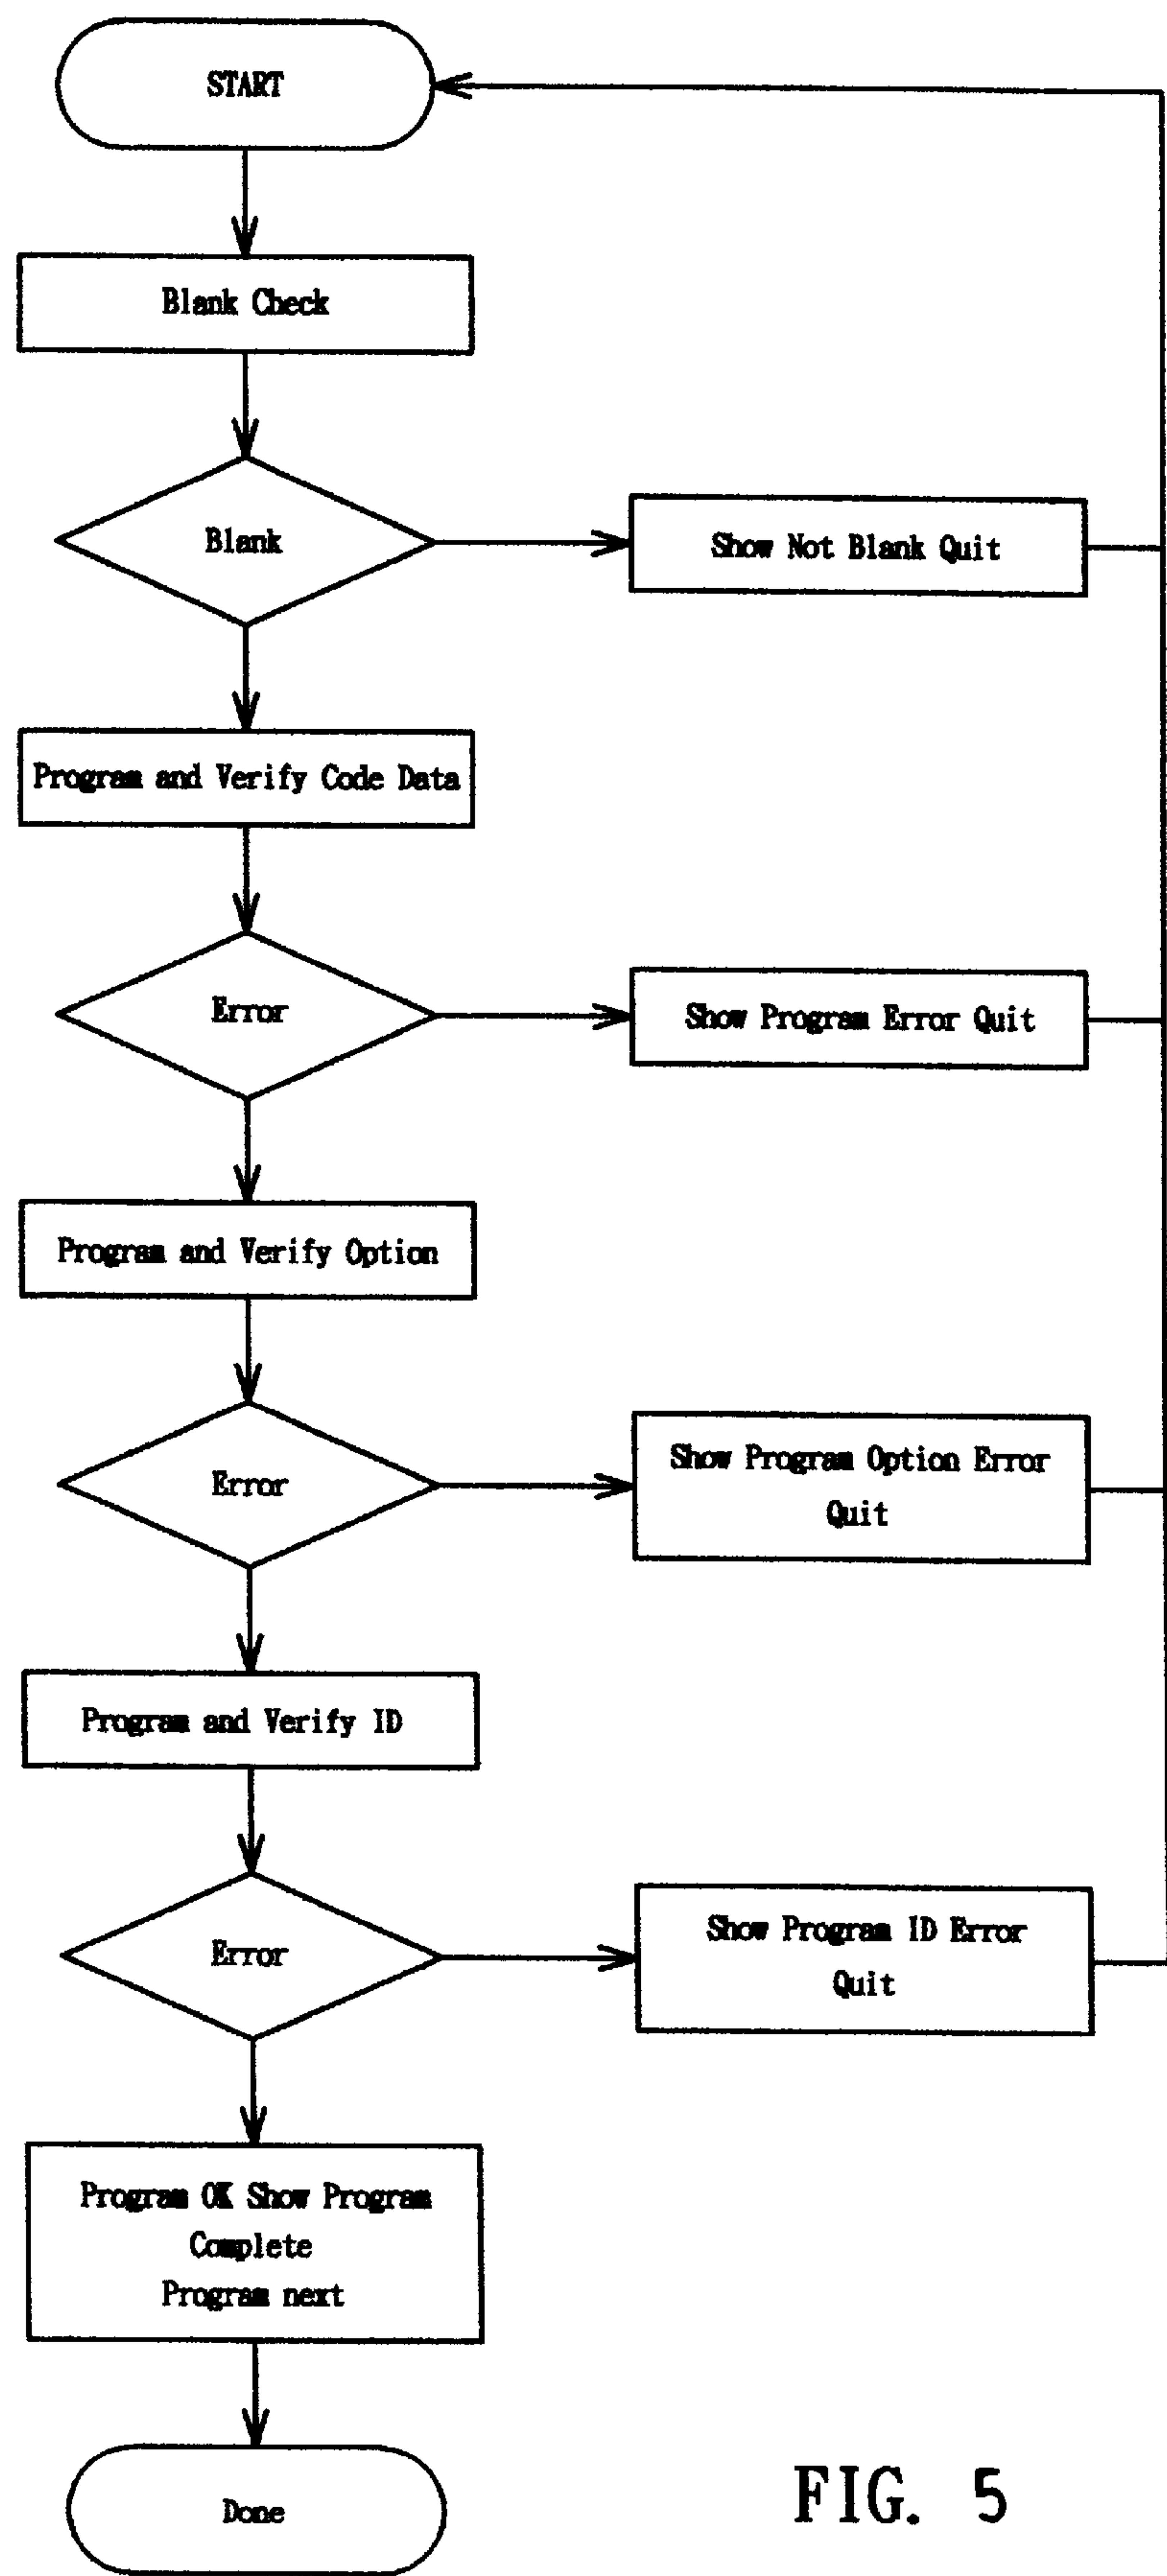 START
Blank Check
Blank
Show Not Blank Quit
Program and Verify Code Data
Error
Show Program Error Quit
Program and Verify Option
Error
Show Program Option Error
Quit
Program and Verify ID
Error
Show Program ID Error
Quit
Program OK Show Program
Complete
Program next
Done
FIG. 5